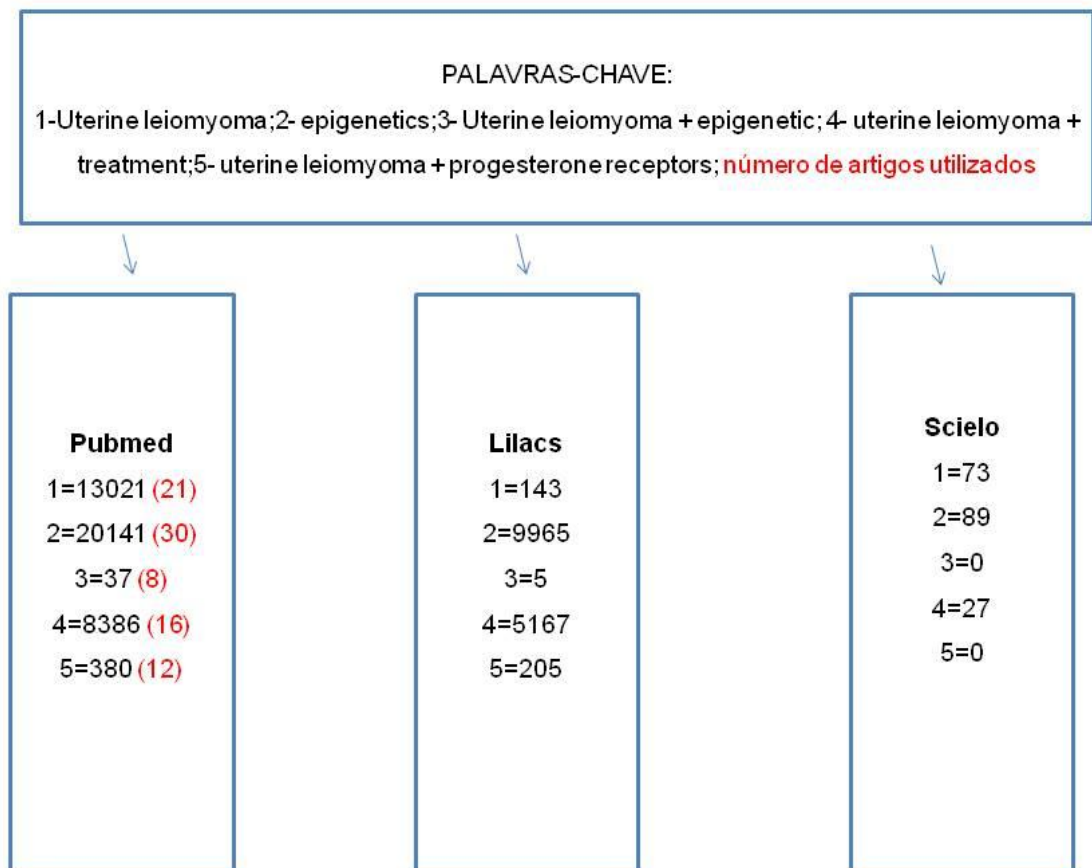 PALAVRAS-CHAVE:
1-Uterine leiomyoma;2- epigenetics;3- Uterine leiomyoma + epigenetic; 4- uterine leiomyoma +
treatment;5- uterine leiomyoma + progesterone receptors; número de artigos utilizados
Pubmed
1=13021 (21)
2=20141 (30)
3=37 (8)
4=8386 (16)
5=380 (12)
Lilacs
1=143
2=9965
3=5
4=5167
5=205
Scielo
1=73
2=89
3=0
4=27
5=0